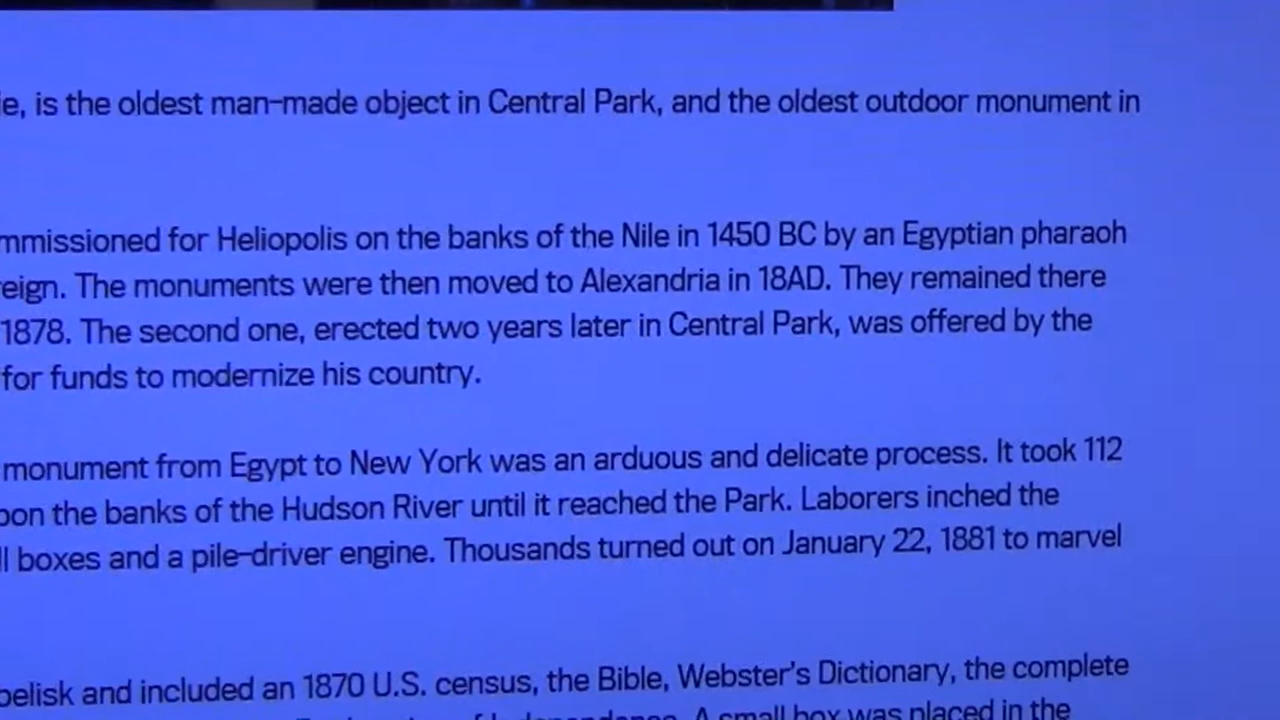 is the oldest man-made object in Central Park, and the oldest outdoor monument in
for Heliopolis on the banks of the Nile in 1450 BC by an Egyptian pharaoh
The monuments were then moved to Alexandria in 18AD. They remained there
1878. The second one, erected two years later in Central Park, was offered by the
for funds to modernize his country.
monument from Egypt to New York was an arduous and delicate process. It took 112
the banks of the Hudson River until it reached the Park. Laborers inched the
boxes and a pile-driver engine. Thousands turned out on January 22, 1881 to marvel
and included an 1870 U.S. census, the Bible, Webster's Dictionary, the complete
A small box was placed in the